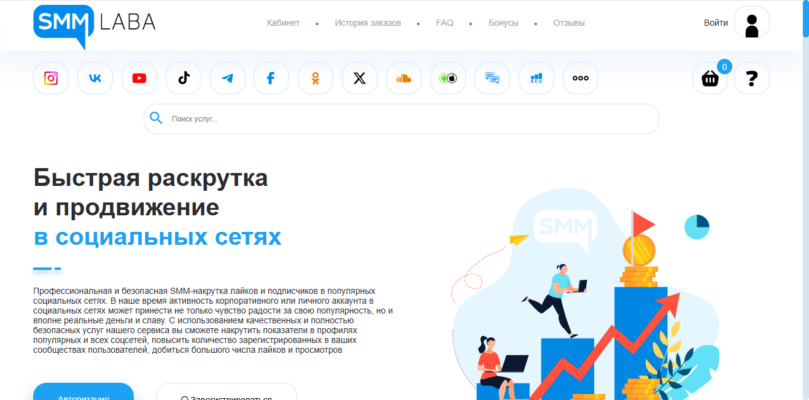 SMM LABA
Кабинет • История заказов • FAQ • Бонусы • Отзывы
Войти
0
Поиск услуг...
Быстрая раскрутка
и продвижение
в социальных сетях
SMM
Профессиональная и безопасная SMM-накрутка лайков и подписчиков в популярных
социальных сетях. В наше время активность корпоративного или личного аккаунта в
социальных сетях может принести не только чувство радости за свою популярность, но и
вполне реальные деньги и славу. С использованием качественных и полностью
безопасных услуг нашего сервиса вы сможете накрутить показатели в профилях
популярных и всех соцсетей, повысить количество зарегистрированных в ваших
сообществах пользователей, добиться большого числа лайков и просмотров
Авторизация
Зарегистрироваться